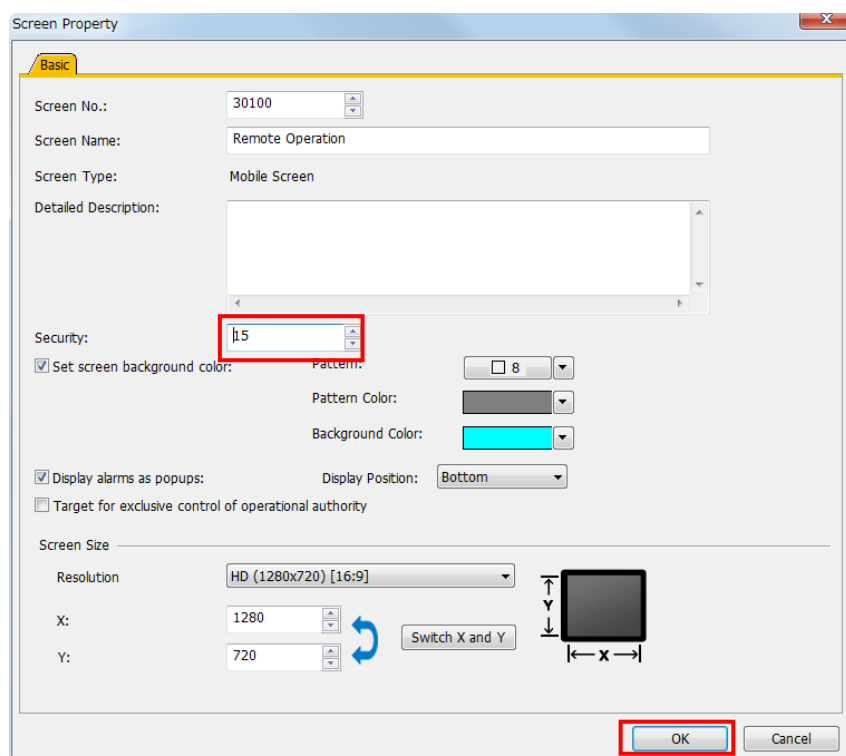 Screen Property
x
Basic
Screen No.: 30100
Screen Name: Remote Operation
Screen Type: Mobile Screen
Detailed Description:
Security: 15
Set screen background color: Pattern: 8
Pattern Color:
Background Color:
Display alarms as popups: Display Position: Bottom
Target for exclusive control of operational authority
Screen Size
Resolution HD (1280x720) [16:9]
X: 1280
Y: 720
Switch X and Y
Y
X
OK Cancel